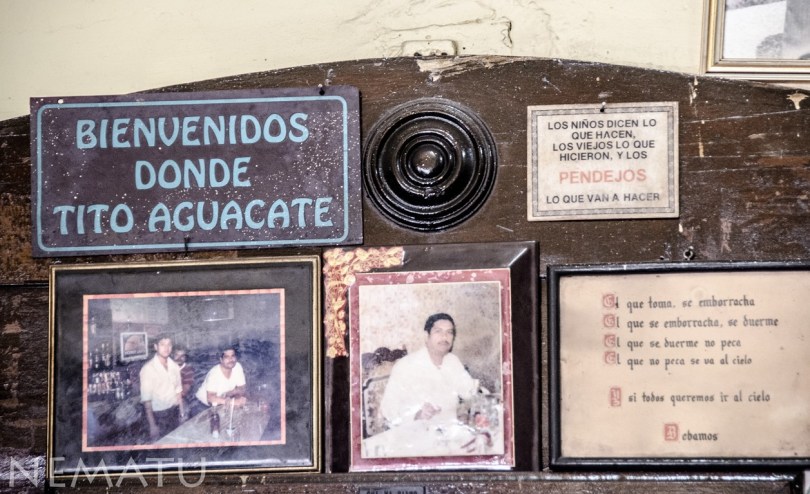 BIENVENIDOS
DONDE
TITO AGUACATE
LOS NIÑOS DICEN LO
QUE HACEN,
LOS VIEJOS LO QUE
HICIERON, Y LOS
PENDEJOS
LO QUE VAN A HACER
El que toma, se emborracha
El que se emborracha, se duerme
El que se duerme no peca
El que no peca se va al cielo
Y si todos queremos ir al cielo
Bebamos
NEMATU